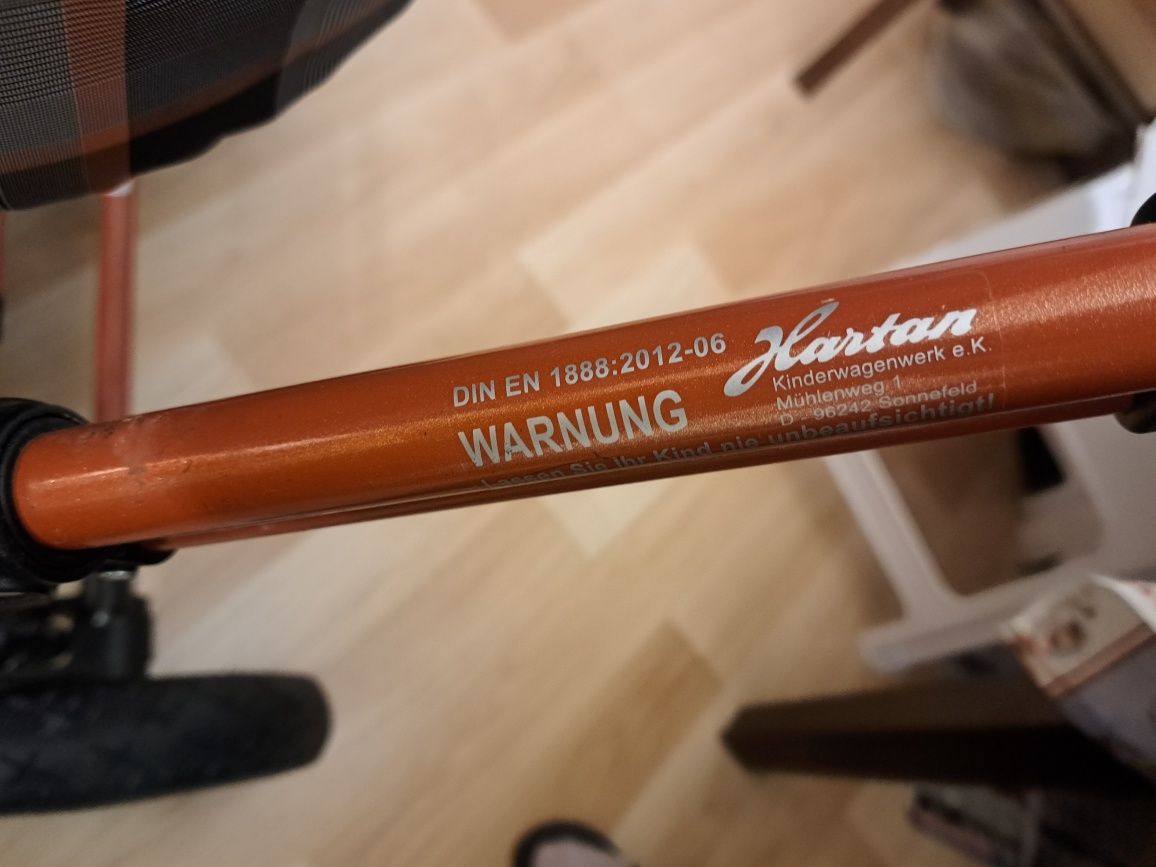 DIN EN 1888:2012-06
WARNUNG
Lassen Sie Ihr Kind nie unbeaufsichtigt!
Hartan
Kinderwagenwerk e.K.
Mühlenweg 1
D - 96242 Sonnefeld